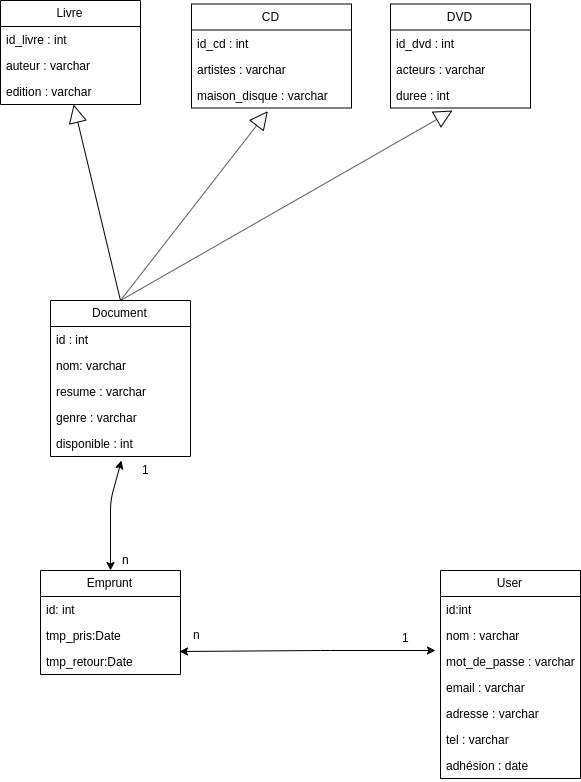 Livre
id_livre : int
auteur : varchar
edition : varchar
CD
id_cd : int
artistes : varchar
maison_disque : varchar
DVD
id_dvd : int
acteurs : varchar
duree : int
Document
id : int
nom: varchar
resume : varchar
genre : varchar
disponible : int
1
n
Emprunt
id: int
tmp_pris:Date
tmp_retour:Date
n
1
User
id:int
nom : varchar
mot_de_passe : varchar
email : varchar
adresse : varchar
tel : varchar
adhésion : date